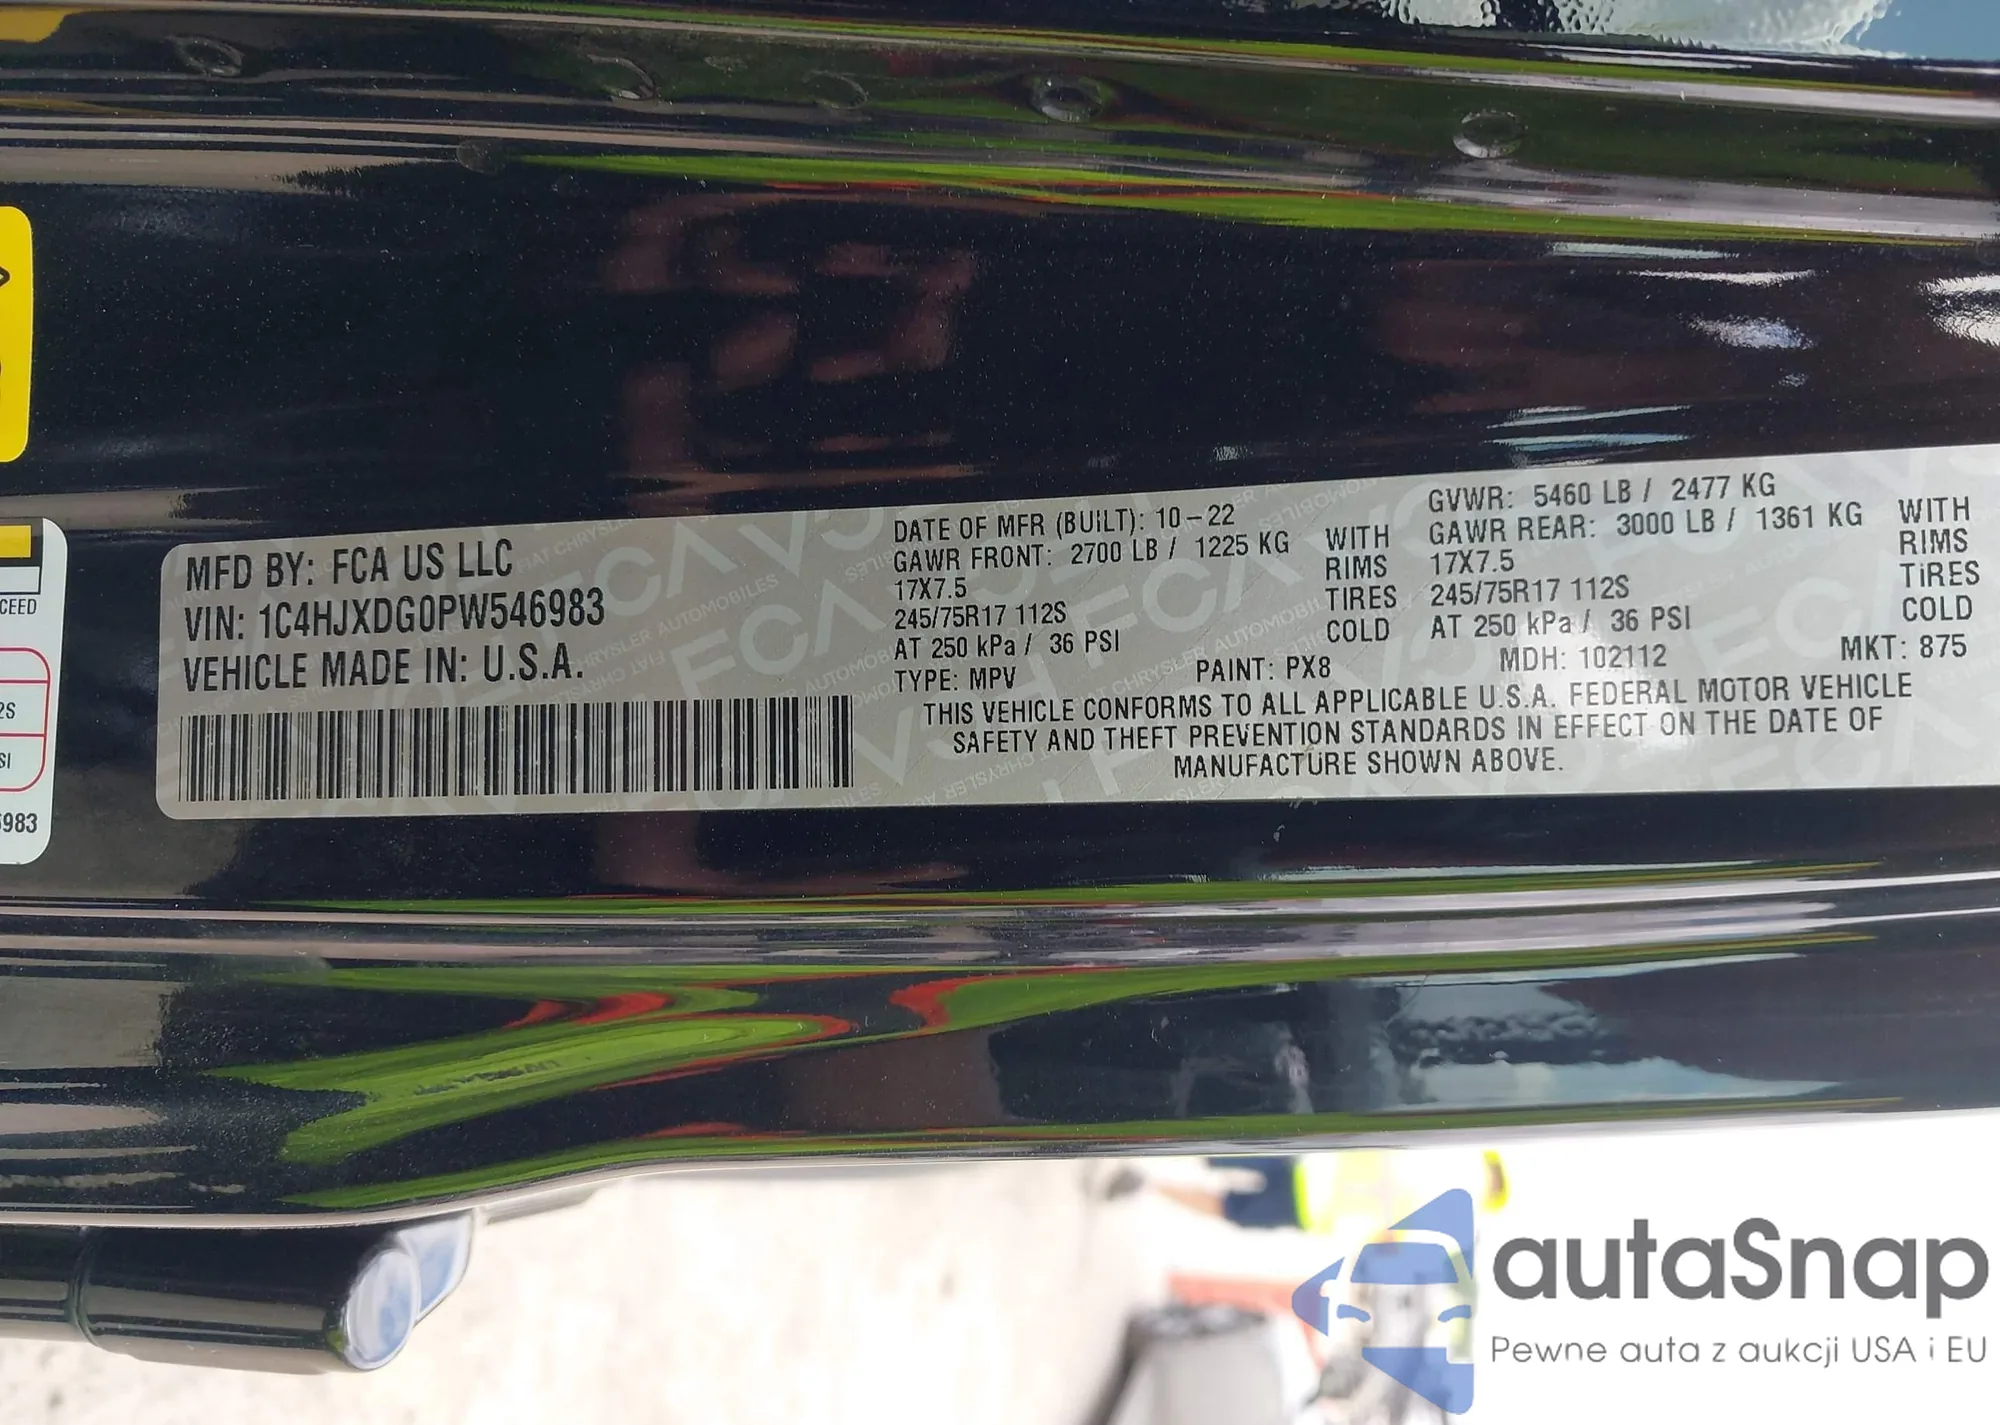 MFD BY: FCA US LLC
VIN: 1C4HJXDG0PW546983
VEHICLE MADE IN: U.S.A.
DATE OF MFR (BUILT): 10-22
GAWR FRONT: 2700 LB / 1225 KG WITH
17X7.5 RIMS
245/75R17 112S TIRES
AT 250 kPa / 36 PSI COLD
TYPE: MPV PAINT: PX8
GVWR: 5460 LB / 2477 KG
GAWR REAR: 3000 LB / 1361 KG WITH
17X7.5 RIMS
245/75R17 112S TIRES
AT 250 kPa / 36 PSI COLD
MDH: 102112 MKT: 875
THIS VEHICLE CONFORMS TO ALL APPLICABLE U.S.A. FEDERAL MOTOR VEHICLE
SAFETY AND THEFT PREVENTION STANDARDS IN EFFECT ON THE DATE OF
MANUFACTURE SHOWN ABOVE.
CEED
2S
SI
983
autaSnap
Pewne auta z aukcji USA i EU